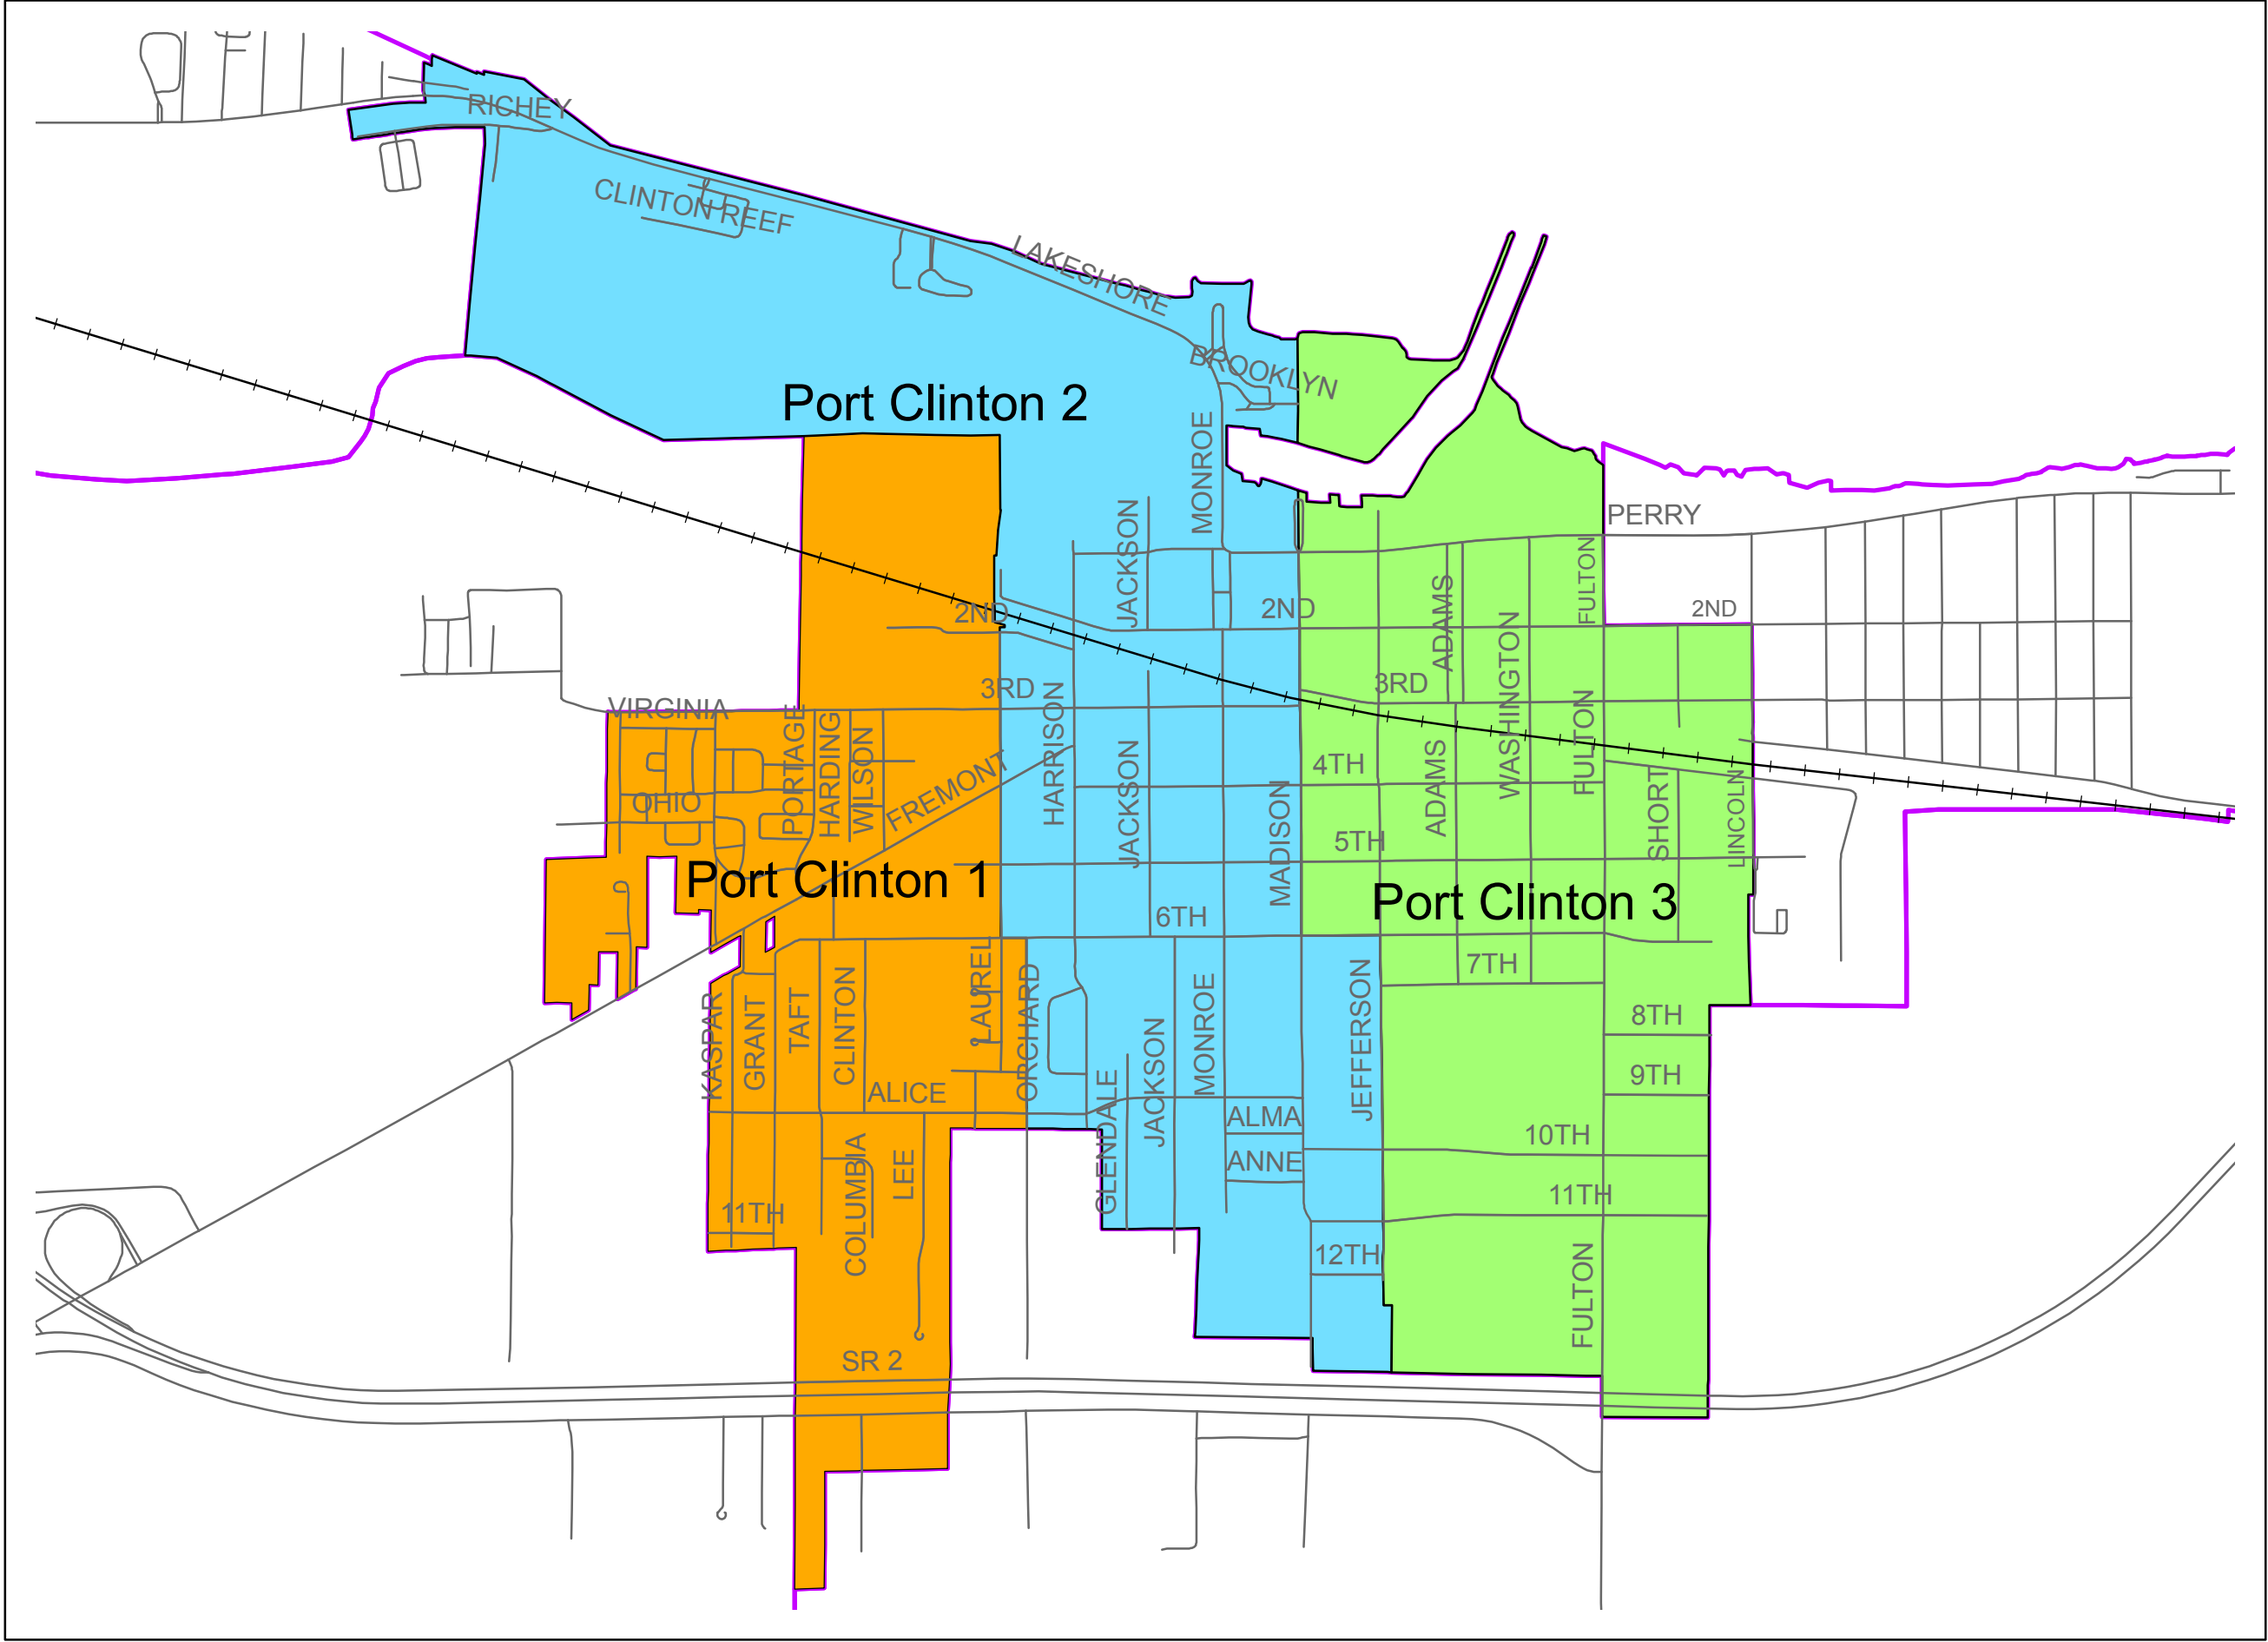 RICHEY
CLINTON REEF
LAKESHORE
BROOKLYN
Port Clinton 2
MONROE
JACKSON
PERRY
FULTON
ADAMS
2ND
2ND
2ND
WASHINGTON
3RD
3RD
VIRGINIA
PORTAGE
HARDING
WILSON
HARRISON
FULTON
FREMONT
JACKSON
4TH
ADAMS
SHORT
LINCOLN
OHIO
MADISON
5TH
Port Clinton 1
Port Clinton 3
6TH
LAUREL
7TH
KASPAR
GRANT
TAFT
CLINTON
ORCHARD
JACKSON
MONROE
JEFFERSON
8TH
9TH
ALICE
GLENDALE
ALMA
10TH
ANNE
COLUMBIA
LEE
11TH
11TH
12TH
FULTON
SR 2